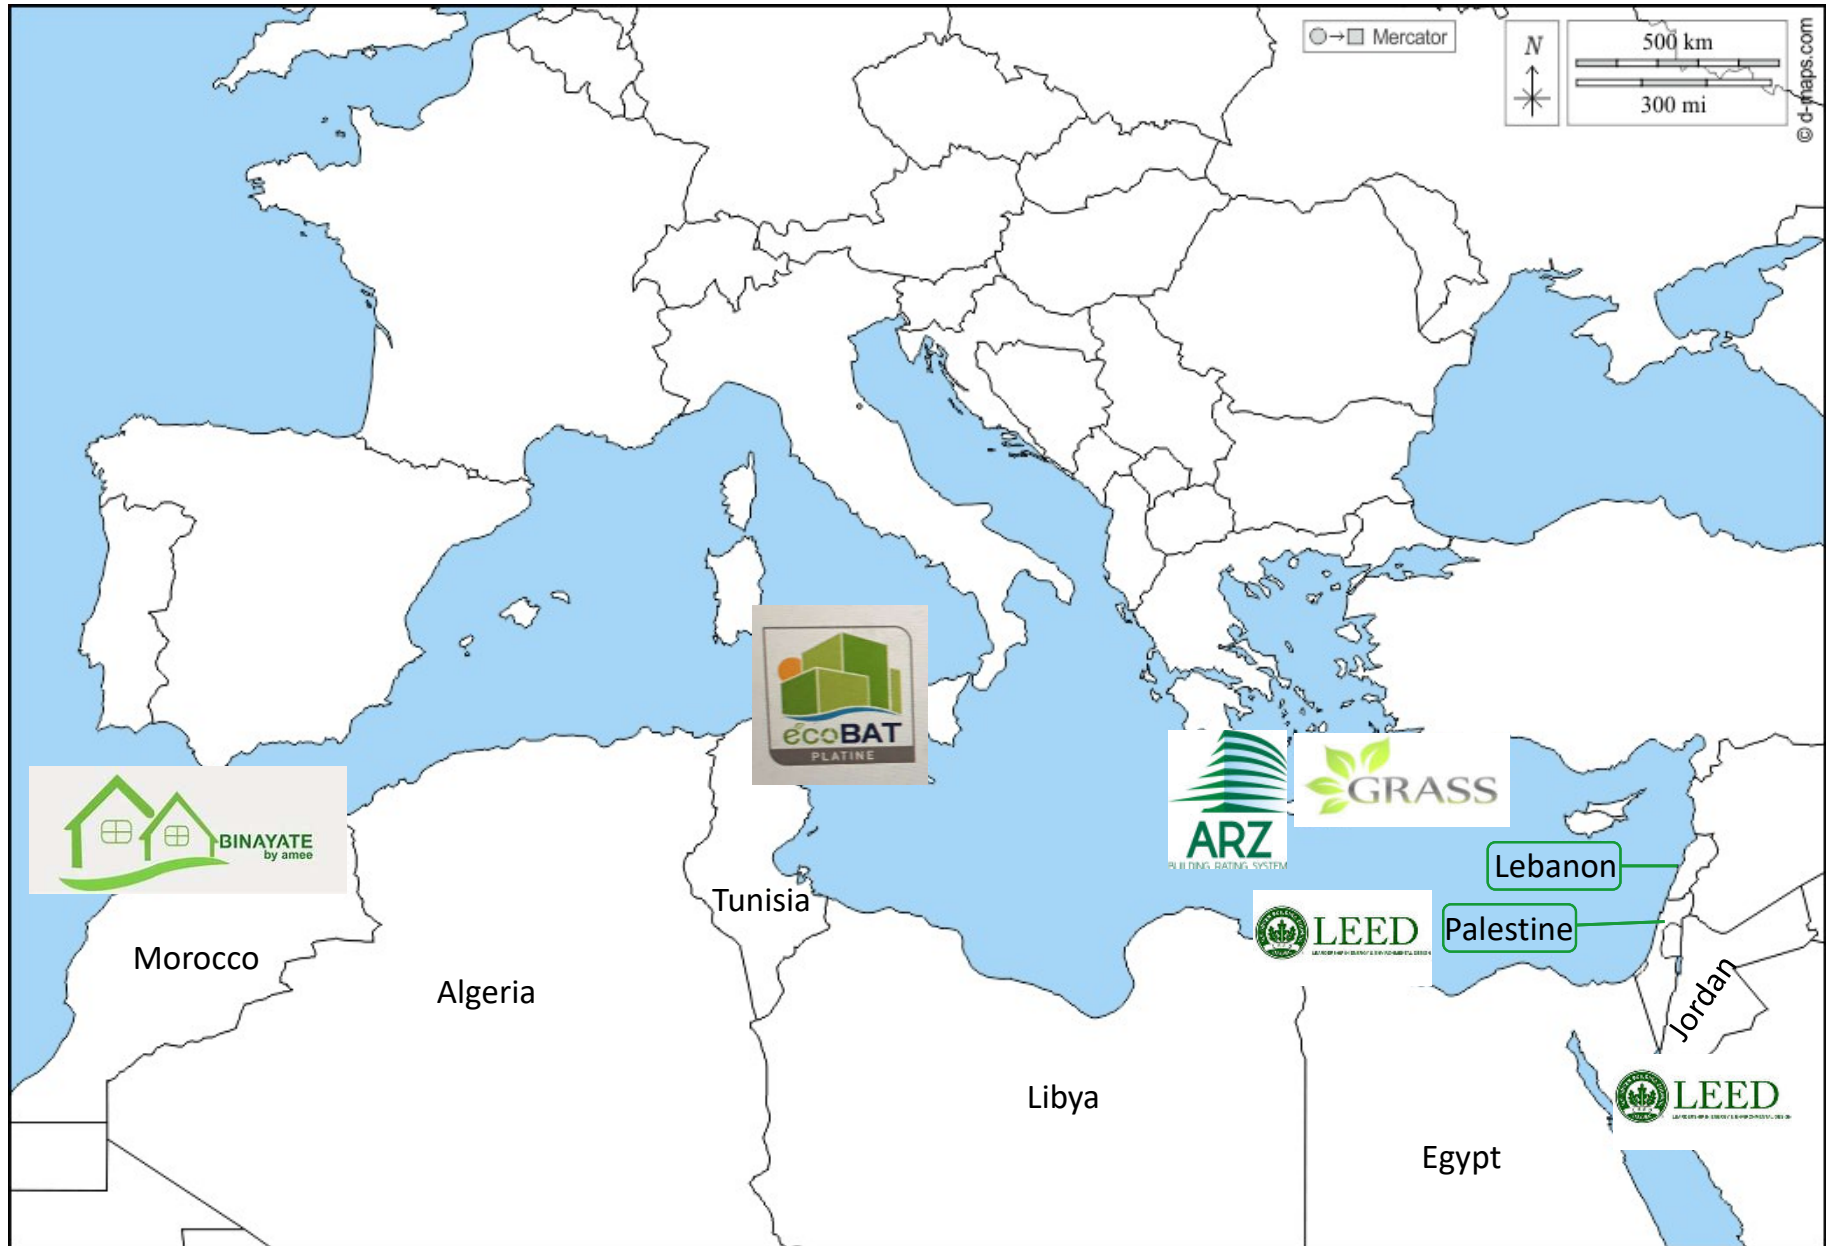 Mercator
N
500 km
300 mi
© d-maps.com
écoBAT
PLATINE
BINAYATE
by amee
ARZ
BUILDING RATING SYSTEM
GRASS
Lebanon
Tunisia
LEED
Palestine
Morocco
Algeria
Jordan
Libya
LEED
Egypt